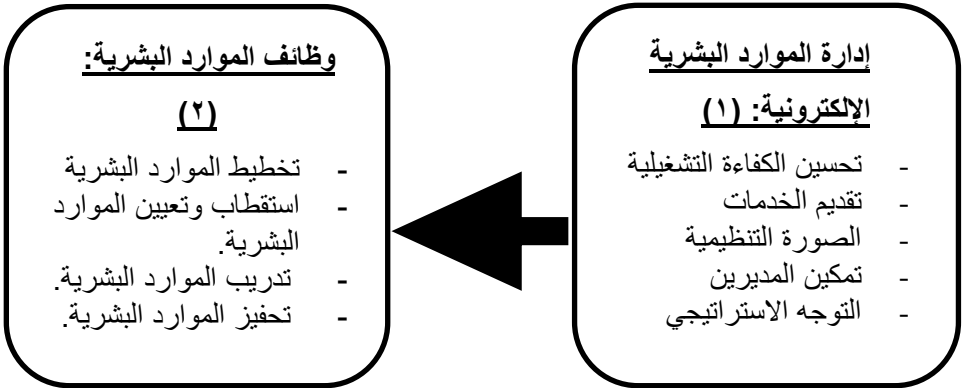 إدارة الموارد البشرية
الإلكترونية: (١)
- تحسين الكفاءة التشغيلية
- تقديم الخدمات
- الصورة التنظيمية
- تمكين المديرين
- التوجه الاستراتيجي
وظائف الموارد البشرية:
(٢)
- تخطيط الموارد البشرية
- استقطاب وتعيين الموارد
البشرية.
- تدريب الموارد البشرية.
- تحفيز الموارد البشرية.